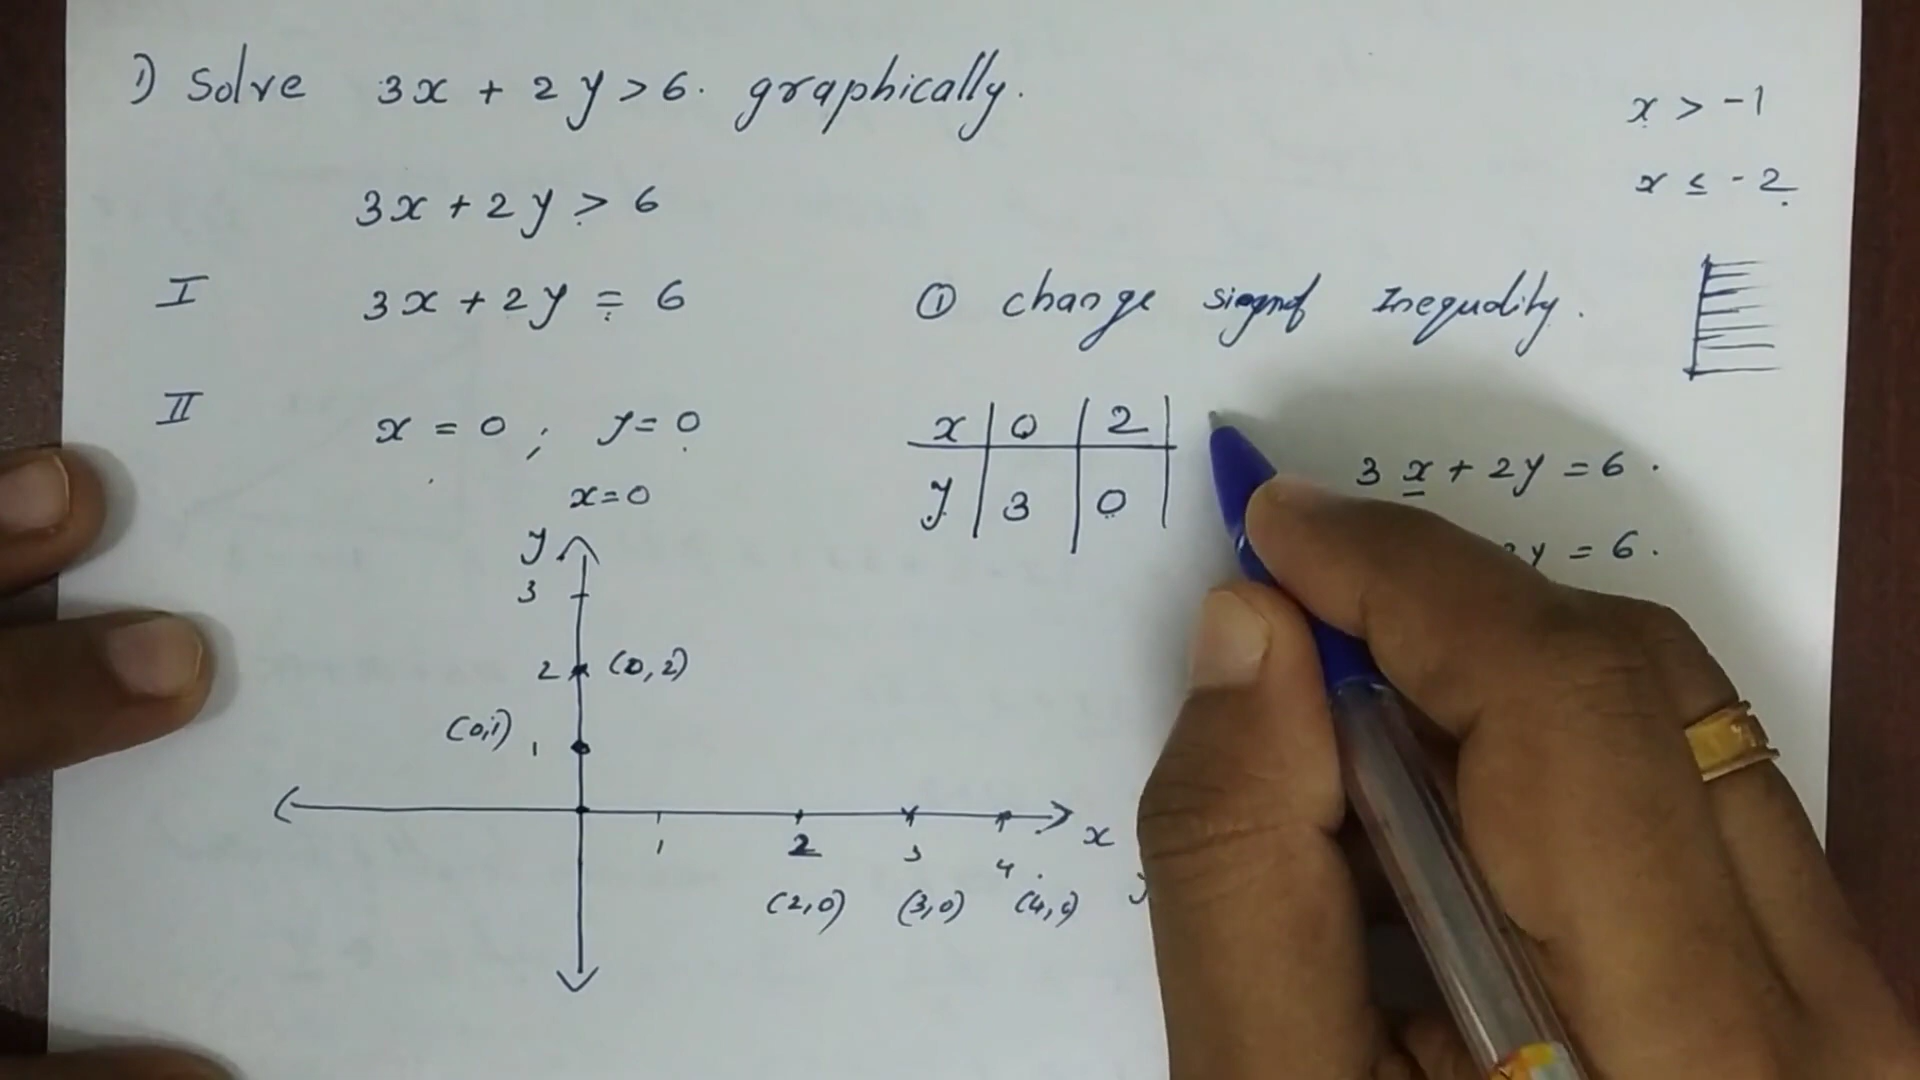 1) Solve 3x + 2y > 6. graphically.
x > -1
x ≤ -2
3x + 2y > 6
I 3x + 2y = 6
① change sign of Inequality.
II x = 0 ; y = 0
x | 0 | 2 |
y | 3 | 0 |
3x + 2y = 6.
y = 6.
x = 0
y
3
2 (0,2)
(0,1) 1
x
1 2 3 4
(2,0) (3,0)